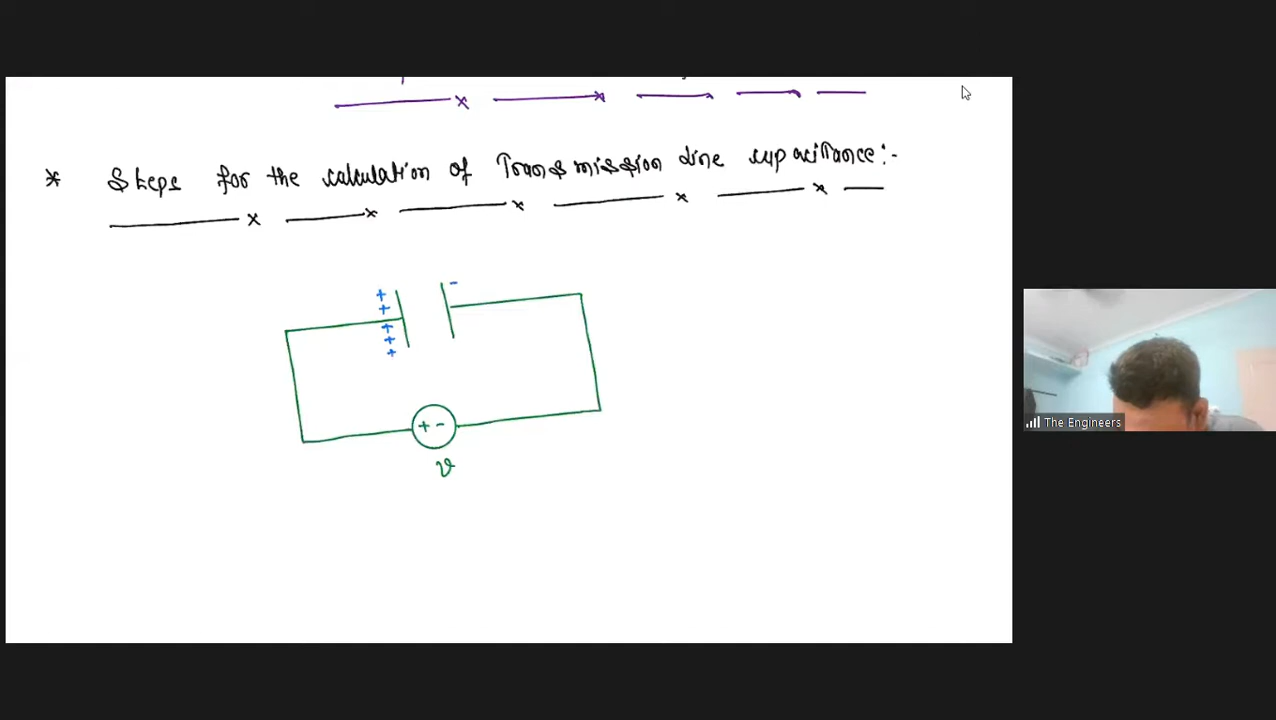 * Steps for the calculation of Transmission line capacitance:-
+ -
+
+
+
+
+ -
V
The Engineers